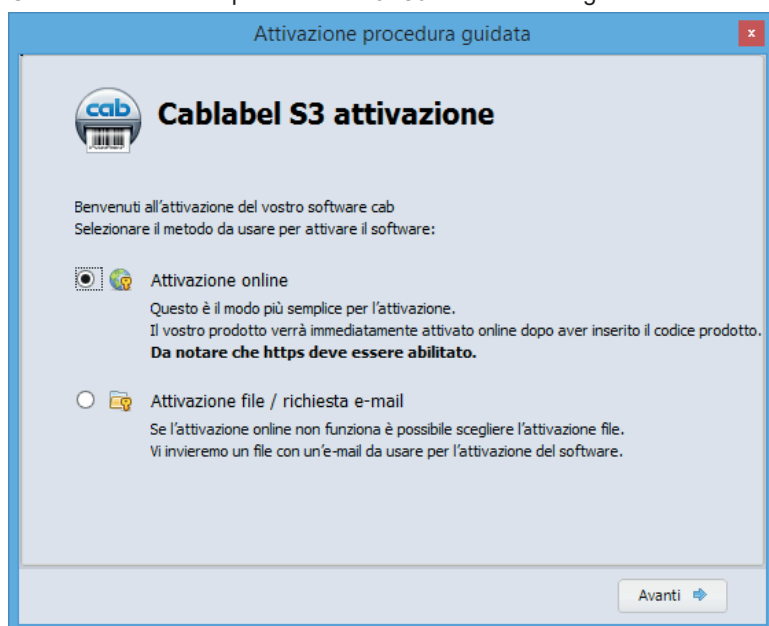 Attivazione procedura guidata
x
cab
Cablabel S3 attivazione
Benvenuti all'attivazione del vostro software cab
Selezionare il metodo da usare per attivare il software:
Attivazione online
Questo è il modo più semplice per l'attivazione.
Il vostro prodotto verrà immediatamente attivato online dopo aver inserito il codice prodotto.
Da notare che https deve essere abilitato.
Attivazione file / richiesta e-mail
Se l'attivazione online non funziona è possibile scegliere l'attivazione file.
Vi invieremo un file con un'e-mail da usare per l'attivazione del software.
Avanti